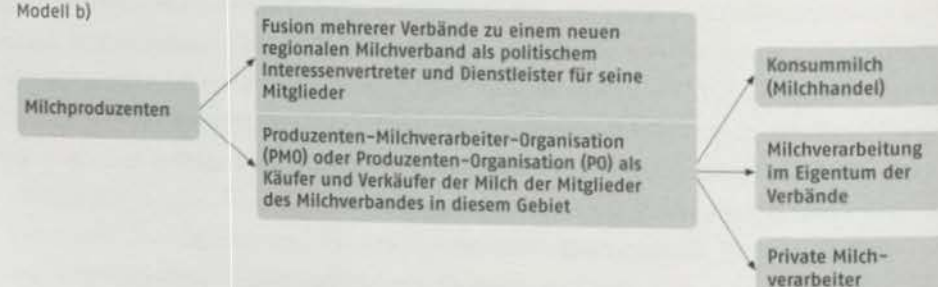 Modell b)
Milchproduzenten
Fusion mehrerer Verbände zu einem neuen
regionalen Milchverband als politischem
Interessenvertreter und Dienstleister für seine
Mitglieder
Produzenten-Milchverarbeiter-Organisation
(PMO) oder Produzenten-Organisation (PO) als
Käufer und Verkäufer der Milch der Mitglieder
des Milchverbandes in diesem Gebiet
Konsummilch
(Milchhandel)
Milchverarbeitung
im Eigentum der
Verbände
Private Milch-
verarbeiter